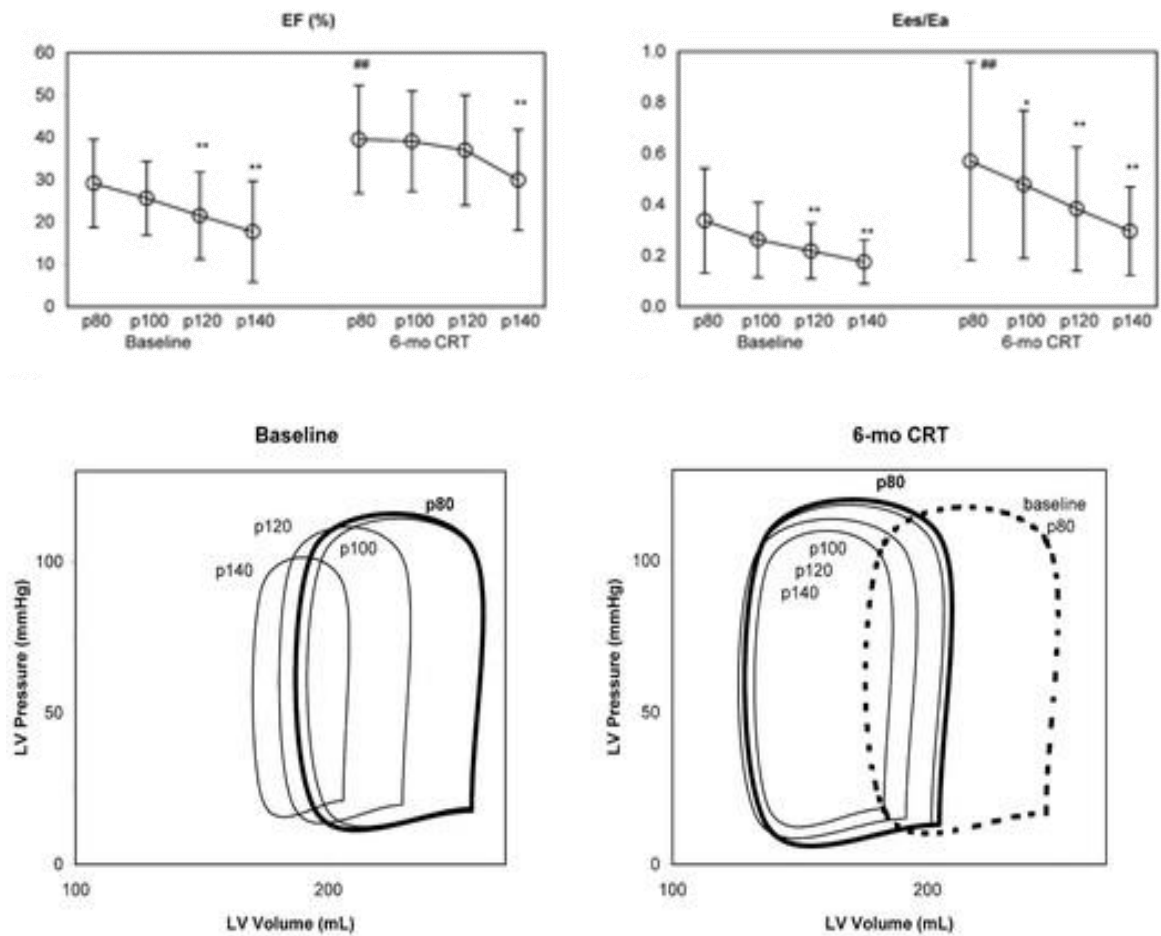 EF (%)
60
50
40
30
20
10
0
##
**
**
**
p80 p100 p120 p140
Baseline
p80 p100 p120 p140
6-mo CRT
Ees/Ea
1.0
0.8
0.6
0.4
0.2
0.0
##
*
**
**
**
**
p80 p100 p120 p140
Baseline
p80 p100 p120 p140
6-mo CRT
Baseline
LV Pressure (mmHg)
100
50
0
p80
p120
p100
p140
100 200
LV Volume (mL)
6-mo CRT
LV Pressure (mmHg)
100
50
0
p80
baseline
p80
p100
p120
p140
100 200
LV Volume (mL)